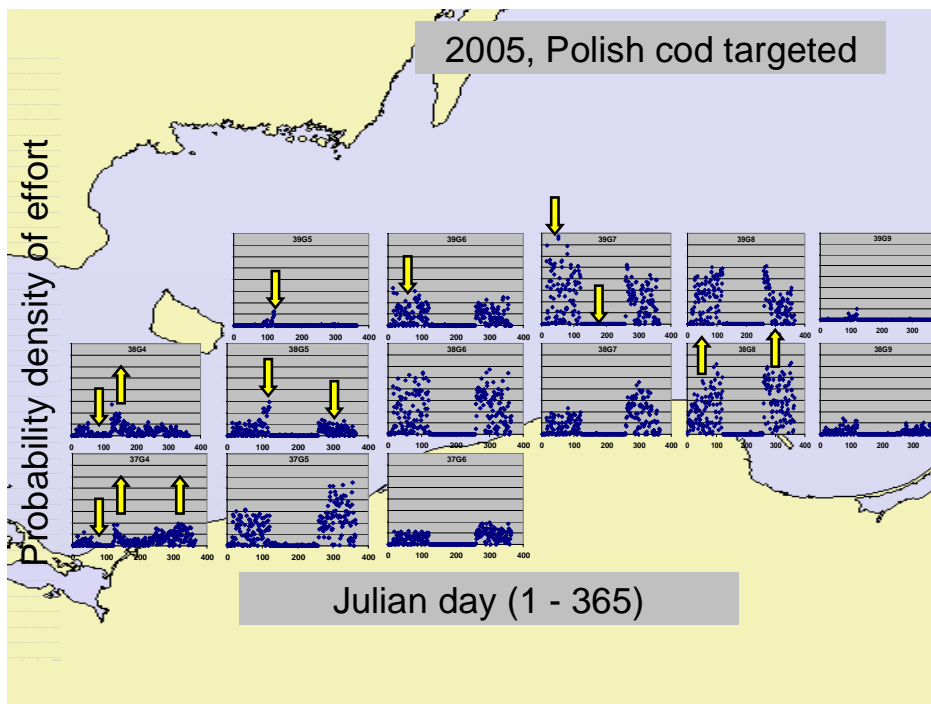 2005, Polish cod targeted
Probability density of effort
39G5
0 100 200 300 400
39G6
0 100 200 300 400
39G7
0 100 200 300 400
39G8
0 100 200 300 400
39G9
0 100 200 300
38G4
0 100 200 300 400
38G5
0 100 200 300 400
38G6
0 100 200 300 400
38G7
0 100 200 300 400
38G8
0 100 200 300 400
38G9
0 100 200 300
37G4
0 100 200 300 400
37G5
0 100 200 300 400
37G6
0 100 200 300 400
Julian day (1 - 365)